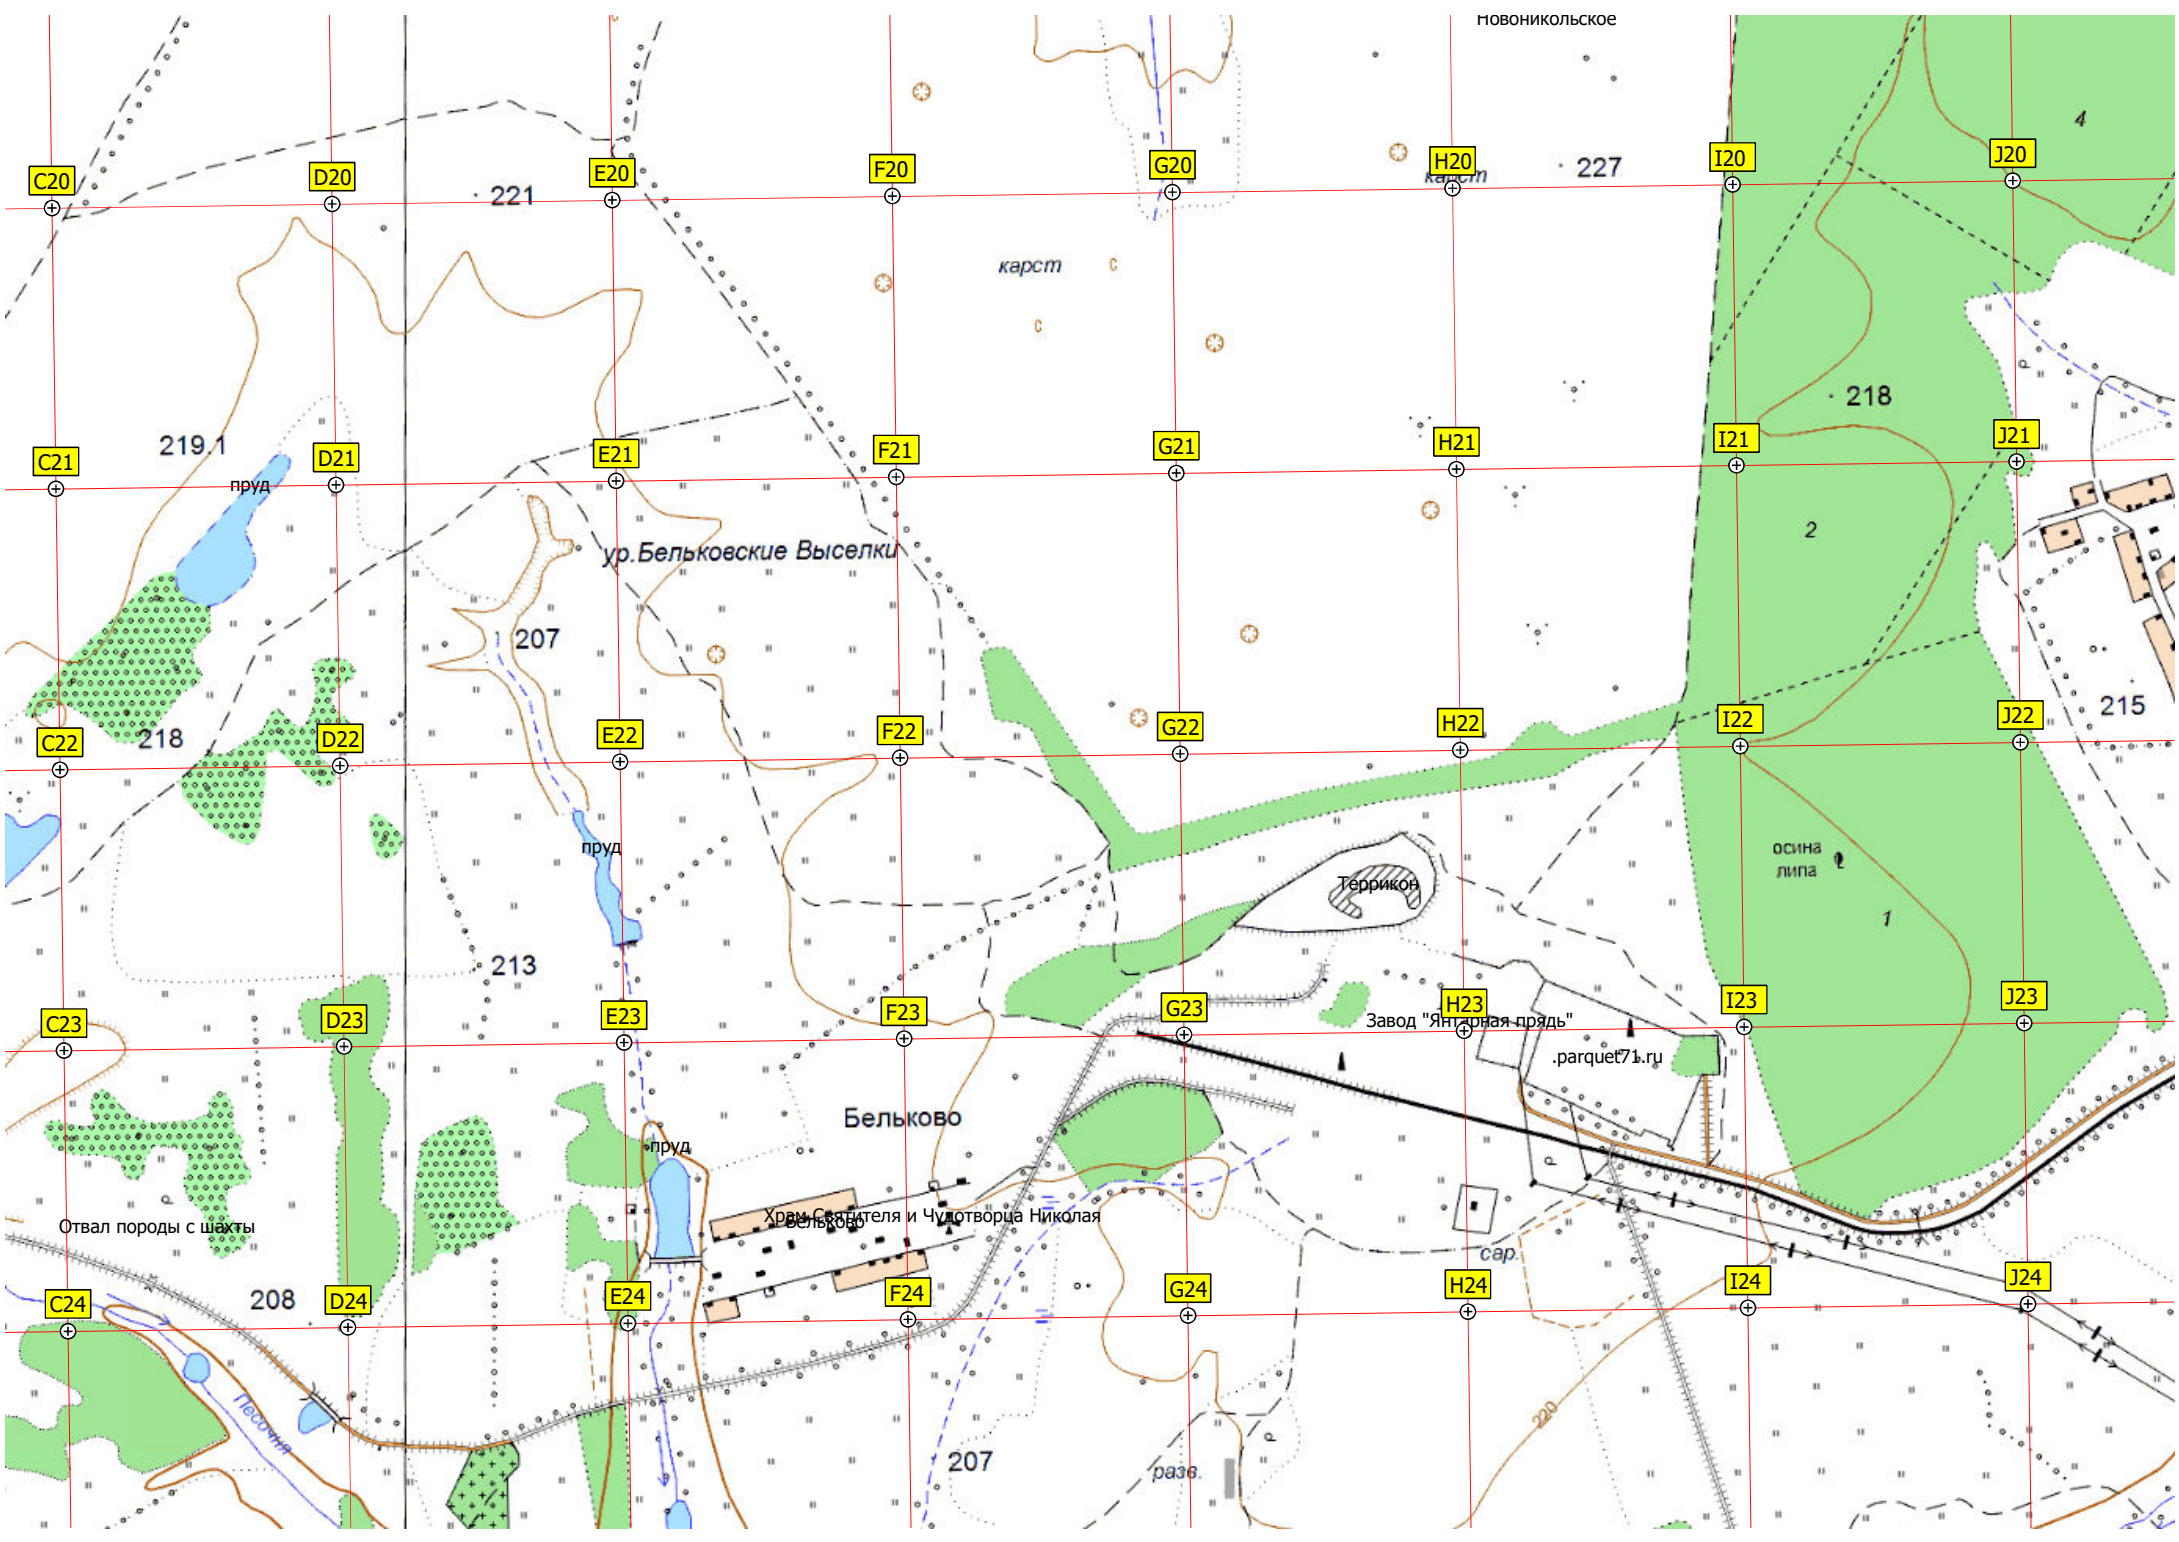 Новоникольское
4
C20
D20
E20
F20
G20
H20
I20
J20
карст
227
221
карст
с
с
218
219.1
C21
D21
E21
F21
G21
H21
I21
J21
пруд
2
ур.Бельковские Выселки
207
215
218
C22
D22
E22
F22
G22
H22
I22
J22
пруд
осина
липа
Террикон
1
213
C23
D23
E23
F23
G23
H23
I23
J23
Завод "Янтарная прядь"
.parquet71.ru
Бельково
пруд
Отвал породы с шахты
Храм Святителя и Чудотворца Николая
Бельково
сар.
208
C24
D24
E24
F24
G24
H24
I24
J24
Песочня
220
207
разв.